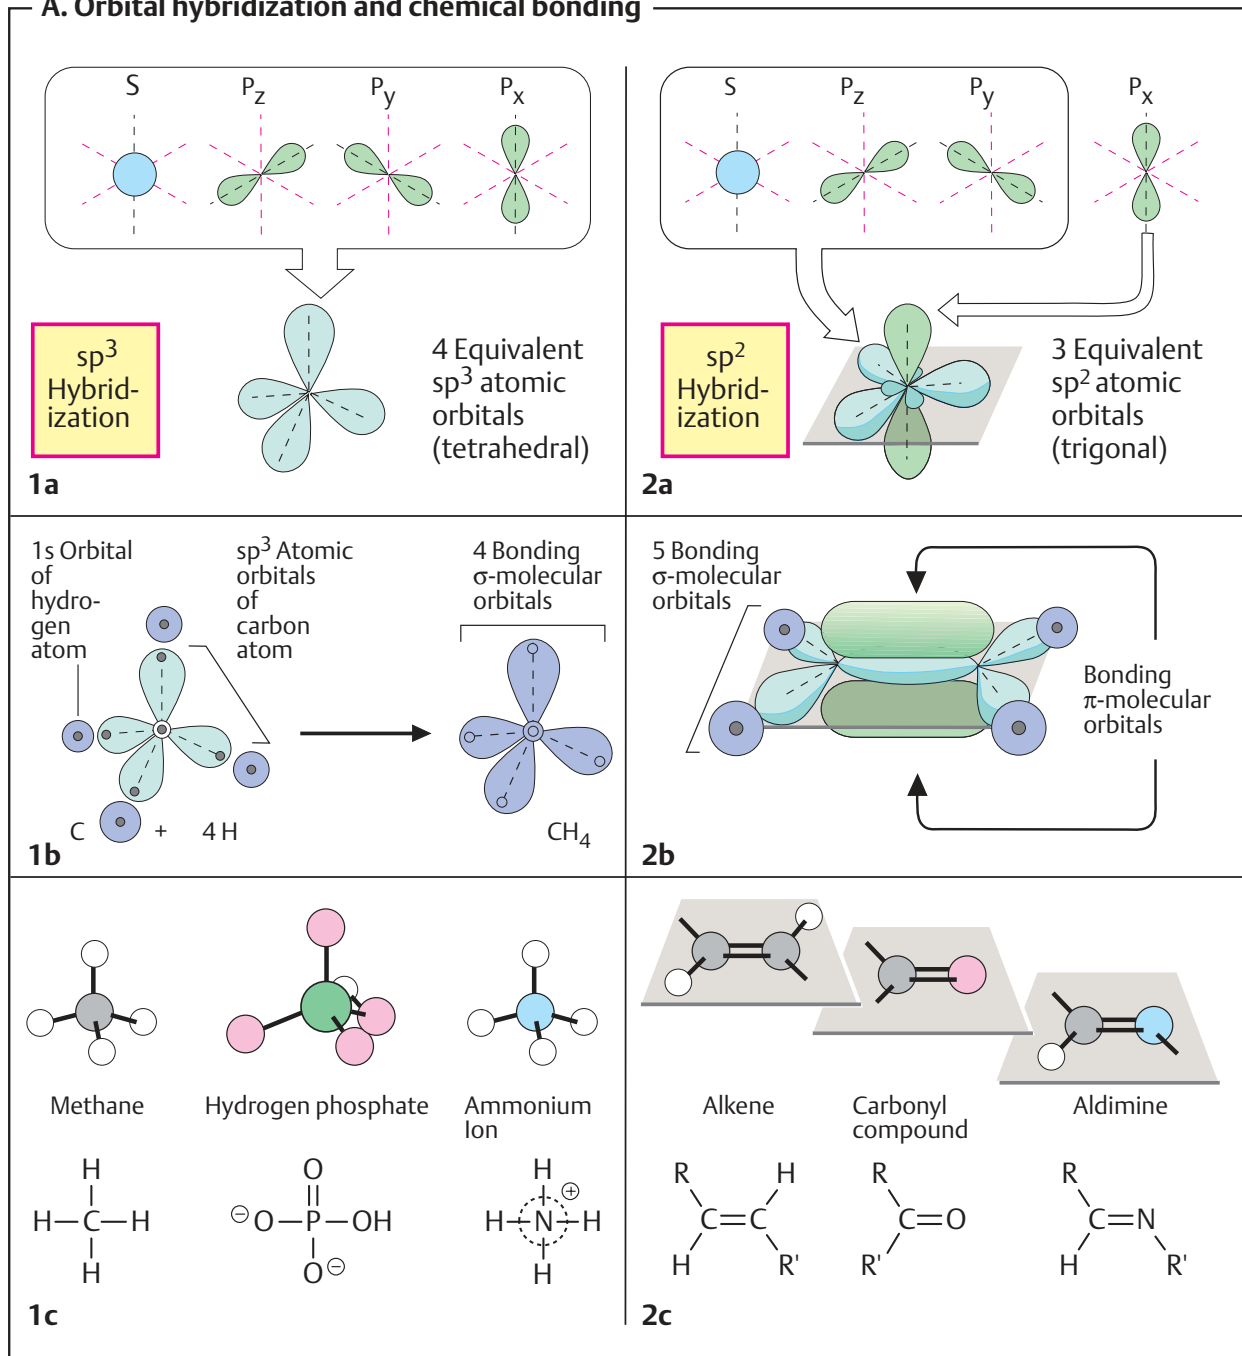 A. Orbital hybridization and chemical bonding
S
Pz
Py
Px
sp3
Hybrid-
ization
4 Equivalent
sp3 atomic
orbitals
(tetrahedral)
1a
S
Pz
Py
Px
sp2
Hybrid-
ization
3 Equivalent
sp2 atomic
orbitals
(trigonal)
2a
1s Orbital
of
hydro-
gen
atom
sp3 Atomic
orbitals
of
carbon
atom
4 Bonding
σ-molecular
orbitals
C + 4 H
CH4
1b
5 Bonding
σ-molecular
orbitals
Bonding
π-molecular
orbitals
2b
Methane
Hydrogen phosphate
Ammonium
Ion
H
H–C–H
H
O
⊖O–P–OH
O⊖
H ⊕
H–N–H
H
1c
Alkene
Carbonyl
compound
Aldimine
R H
C=C
H R'
R
C=O
R'
R
C=N
H R'
2c